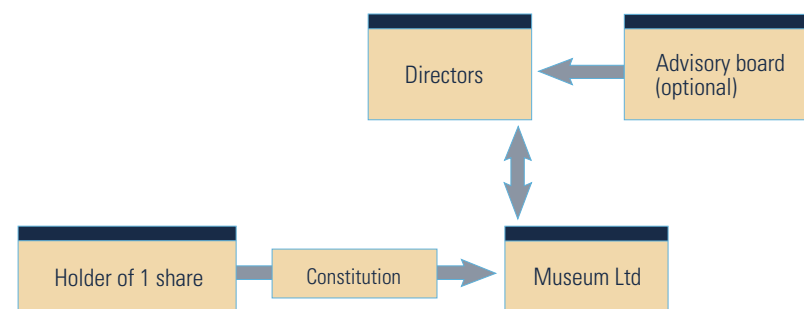 Directors
Advisory board
(optional)
Holder of 1 share
Constitution
Museum Ltd